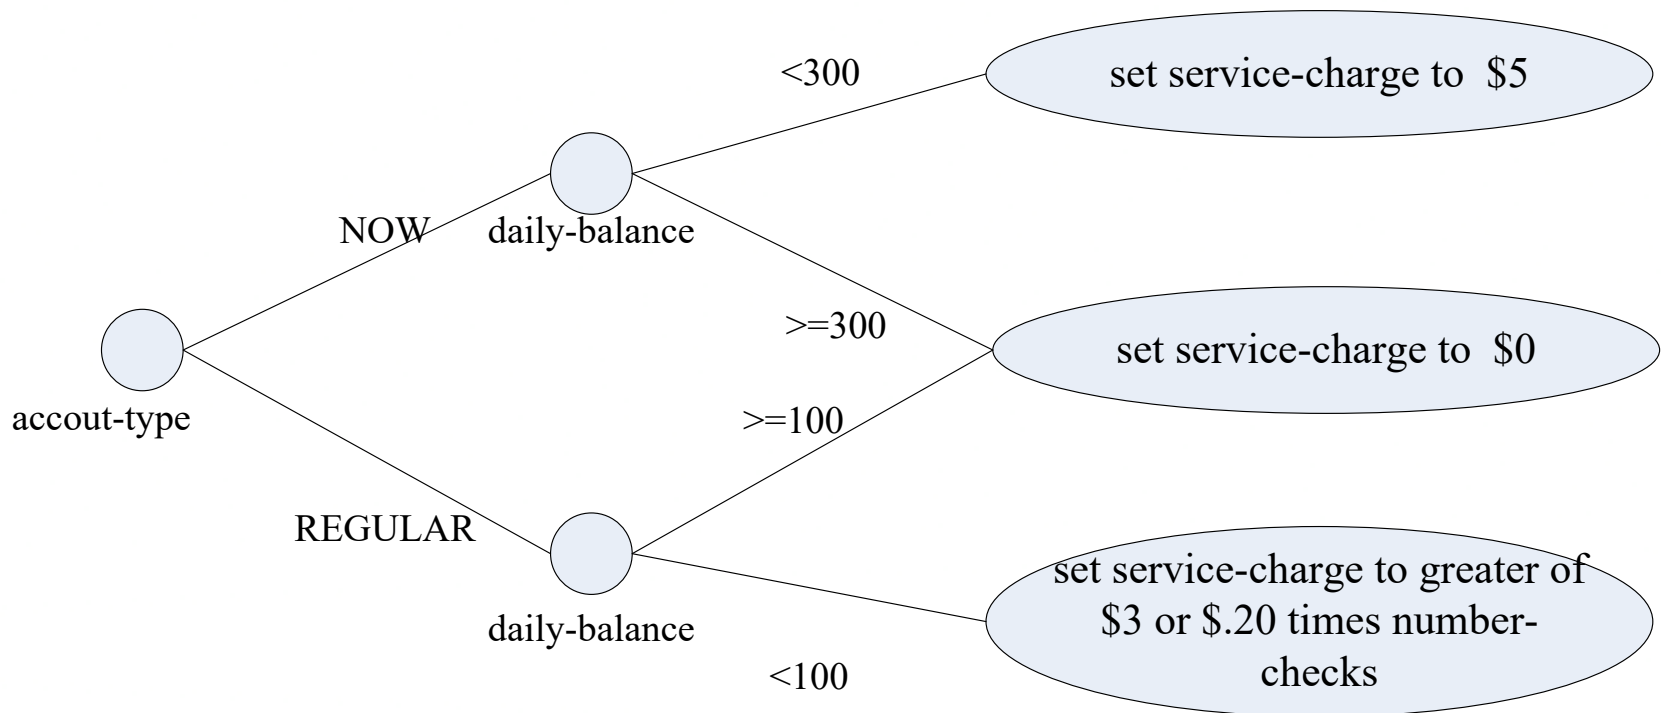 <300
set service-charge to  $5
NOW
daily-balance
>=300
set service-charge to  $0
accout-type
>=100
REGULAR
daily-balance
<100
set service-charge to greater of
$3 or $.20 times number-
checks